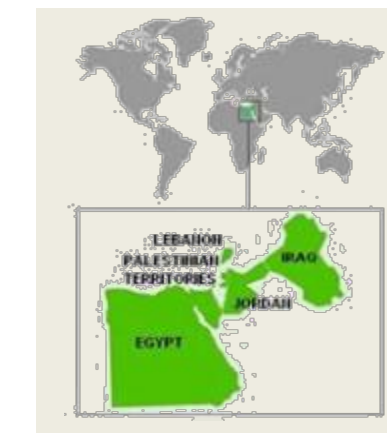 LEBANON
PALESTINIAN
TERRITORIES
IRAQ
JORDAN
EGYPT